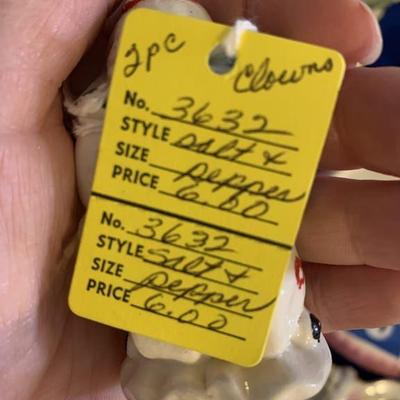 2pc Clowns
No. 3632
STYLE Salt &
SIZE pepper
PRICE 6.00
No. 3632
STYLE Salt &
SIZE pepper
PRICE 6.00